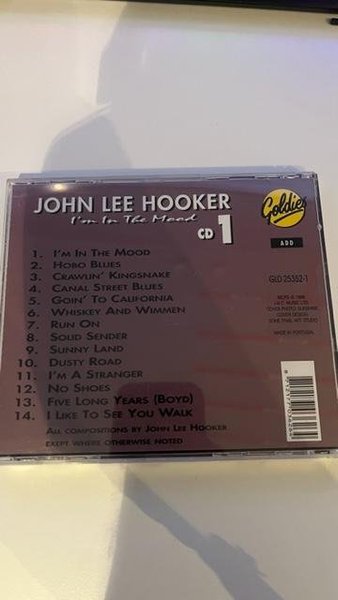 JOHN LEE HOOKER
I'm In The Mood
CD 1
Goldies
ADD
GLD 25352-1
MADE IN PORTUGAL
1. I'M IN THE MOOD
2. HOBO BLUES
3. CRAWLIN' KINGSNAKE
4. CANAL STREET BLUES
5. GOIN' TO CALIFORNIA
6. WHISKEY AND WIMMEN
7. RUN ON
8. SOLID SENDER
9. SUNNY LAND
10. DUSTY ROAD
11. I'M A STRANGER
12. NO SHOES
13. FIVE LONG YEARS (BOYD)
14. I LIKE TO SEE YOU WALK
ALL COMPOSITIONS BY JOHN LEE HOOKER
EXEPT WHERE OTHERWISE NOTED